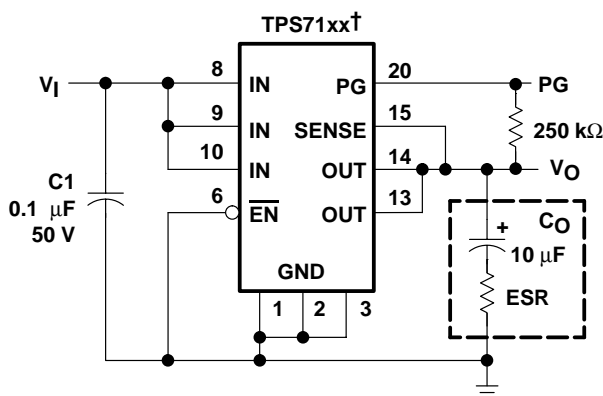 TPS71xx†
VI
8
IN
PG
20
PG
9
IN
SENSE
15
250 kΩ
10
IN
OUT
14
VO
C1
0.1 μF
50 V
6
EN
OUT
13
CO
+
10 μF
GND
1
2
3
ESR